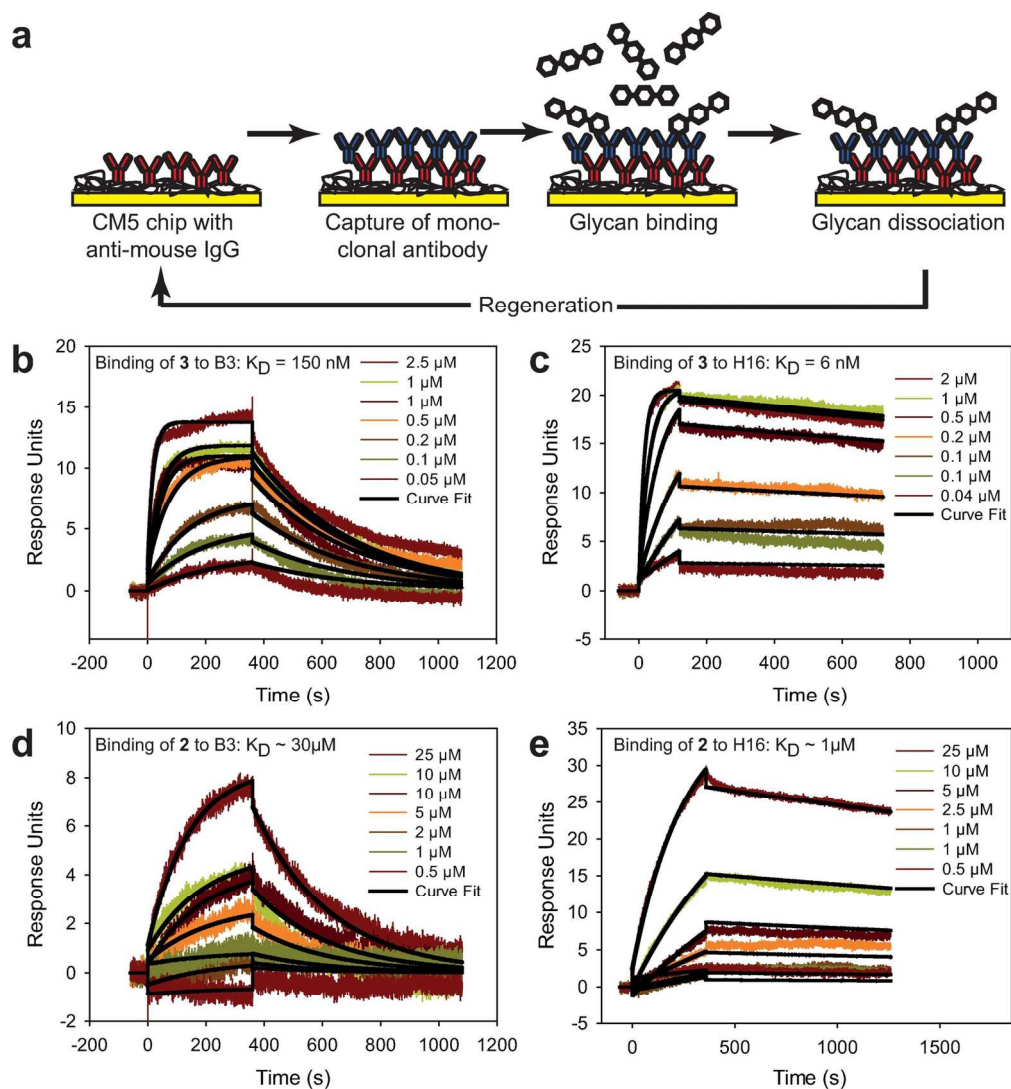 a
CM5 chip with
anti-mouse IgG
Capture of mono-
clonal antibody
Glycan binding
Glycan dissociation
Regeneration
b
Binding of 3 to B3: KD = 150 nM
2.5 µM
1 µM
1 µM
0.5 µM
0.2 µM
0.1 µM
0.05 µM
Curve Fit
Response Units
20
15
10
5
0
-200
0
200
400
600
800
1000
1200
Time (s)
c
Binding of 3 to H16: KD = 6 nM
2 µM
1 µM
0.5 µM
0.2 µM
0.1 µM
0.1 µM
0.04 µM
Curve Fit
Response Units
25
20
15
10
5
0
-5
0
200
400
600
800
1000
Time (s)
d
Binding of 2 to B3: KD ~ 30µM
25 µM
10 µM
10 µM
5 µM
2 µM
1 µM
0.5 µM
Curve Fit
Response Units
10
8
6
4
2
0
-2
-200
0
200
400
600
800
1000
1200
Time (s)
e
Binding of 2 to H16: KD ~ 1µM
25 µM
10 µM
5 µM
2.5 µM
1 µM
1 µM
0.5 µM
Curve Fit
Response Units
35
30
25
20
15
10
5
0
-5
0
500
1000
1500
Time (s)